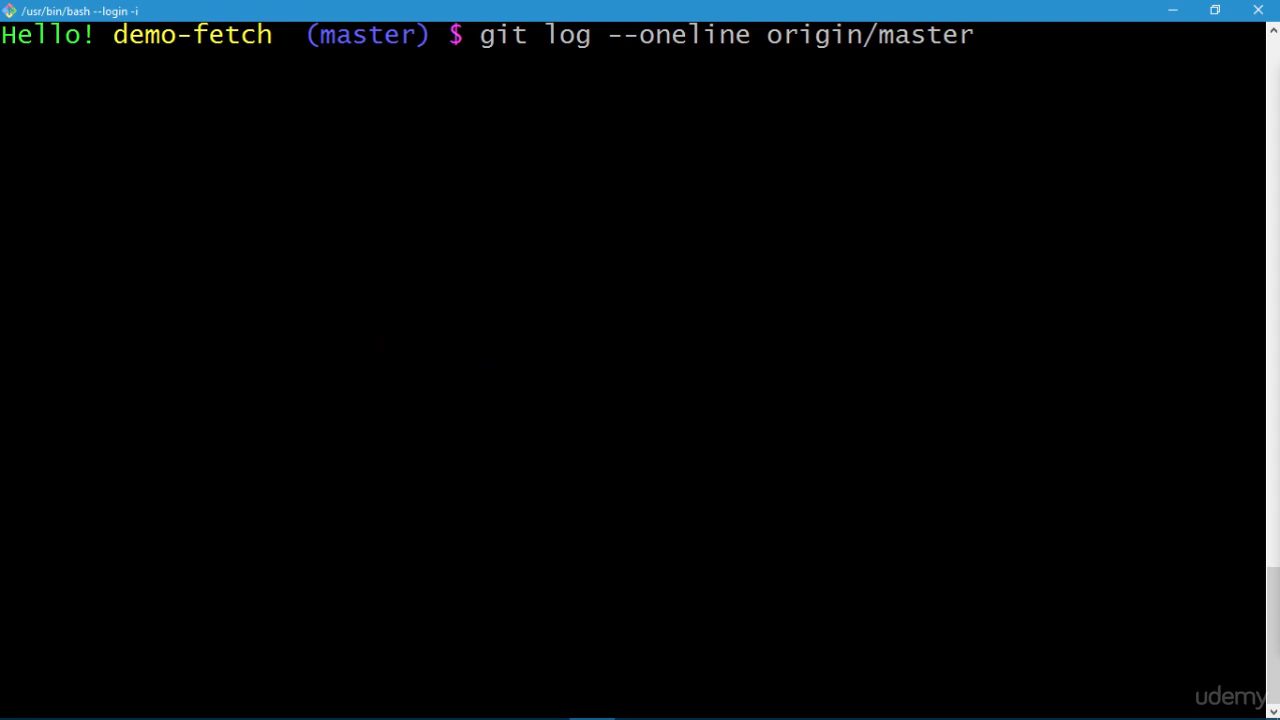 /usr/bin/bash --login -i
Hello! demo-fetch (master) $ git log --oneline origin/master
udemy